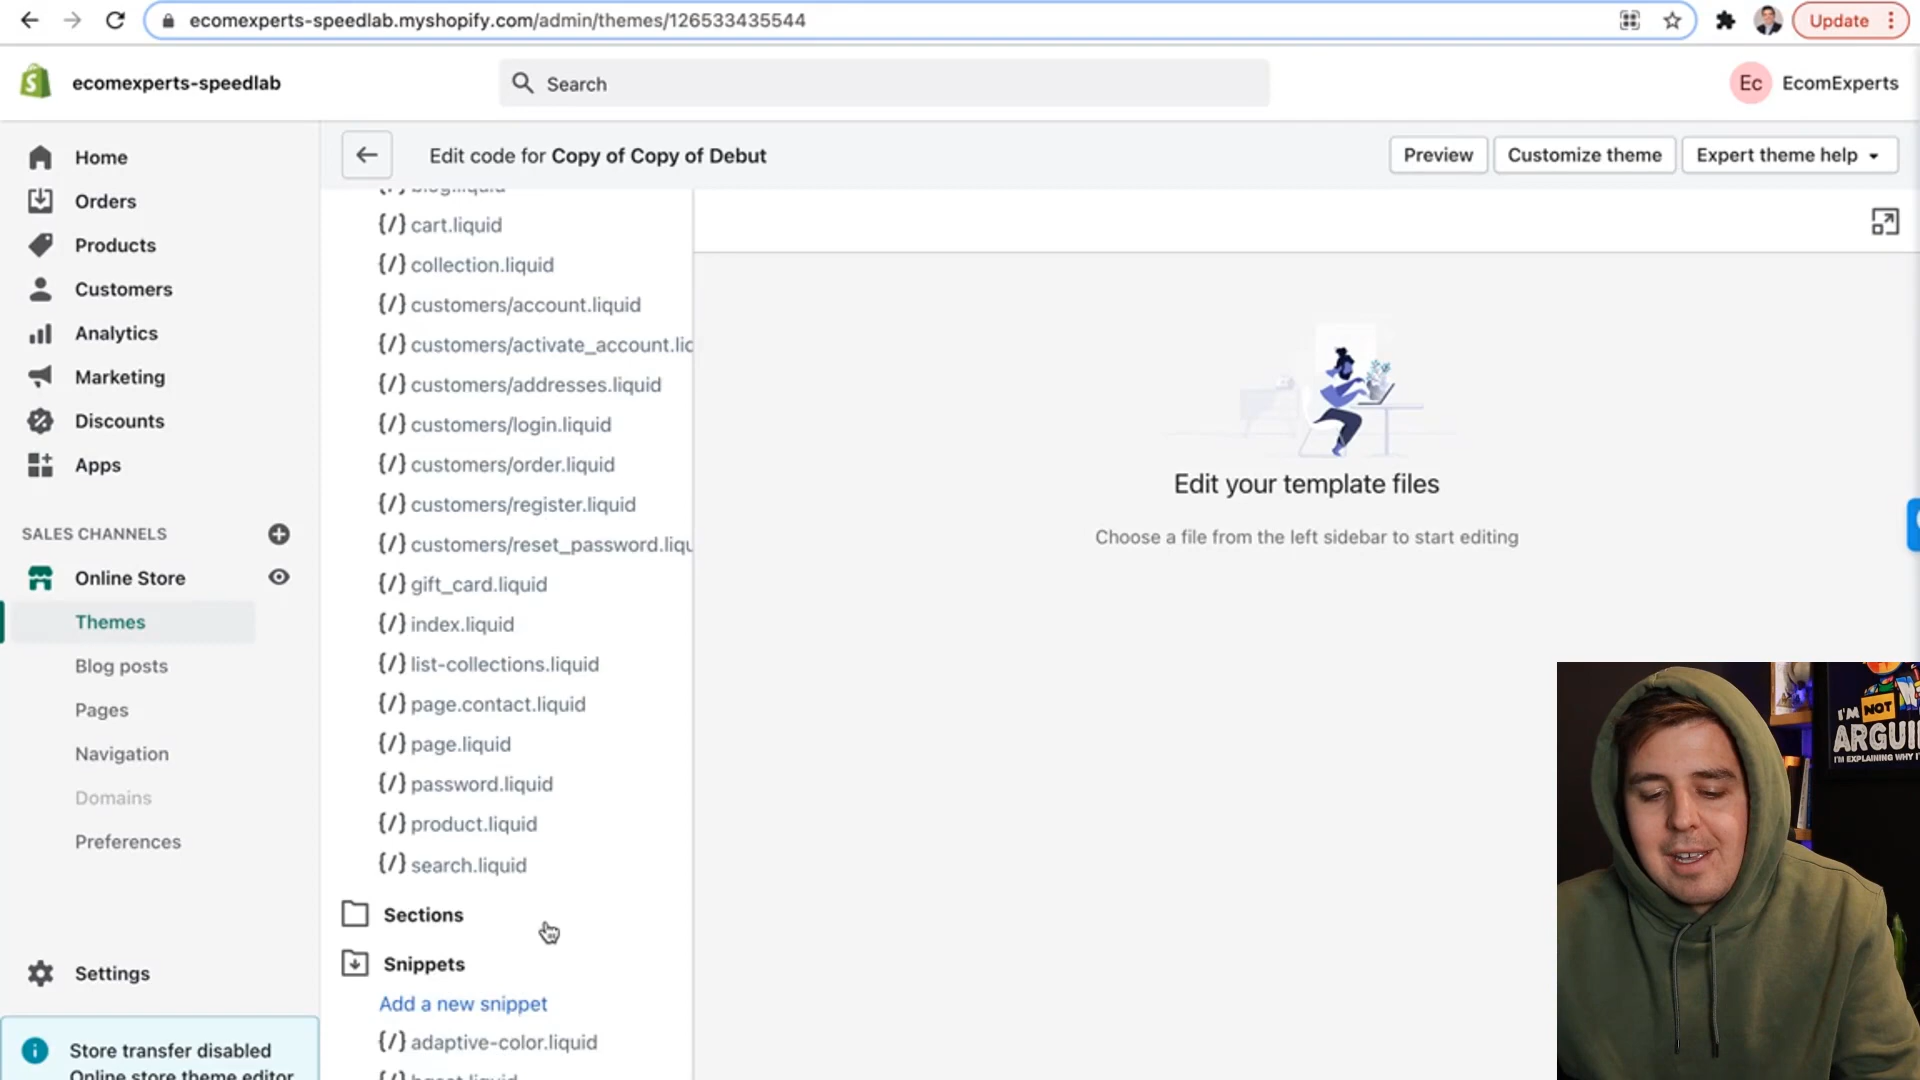 ecomexperts-speedlab.myshopify.com/admin/themes/126533435544
Update
ecomexperts-speedlab
Search
Ec
EcomExperts
Home
Orders
Products
Customers
Analytics
Marketing
Discounts
Apps
SALES CHANNELS
Online Store
Themes
Blog posts
Pages
Navigation
Domains
Preferences
Settings
Store transfer disabled
Online store theme editor
Edit code for Copy of Copy of Debut
Preview
Customize theme
Expert theme help
{/} blog.liquid
{/} cart.liquid
{/} collection.liquid
{/} customers/account.liquid
{/} customers/activate_account.lic
{/} customers/addresses.liquid
{/} customers/login.liquid
{/} customers/order.liquid
{/} customers/register.liquid
{/} customers/reset_password.liqu
{/} gift_card.liquid
{/} index.liquid
{/} list-collections.liquid
{/} page.contact.liquid
{/} page.liquid
{/} password.liquid
{/} product.liquid
{/} search.liquid
Sections
Snippets
Add a new snippet
{/} adaptive-color.liquid
Edit your template files
Choose a file from the left sidebar to start editing
I'M NOT
ARGUI
I'M EXPLAINING WHY I'